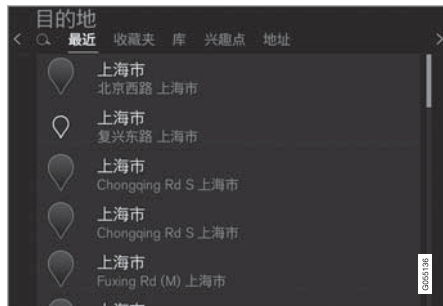 目的地
最近 收藏夹 库 兴趣点 地址
上海市
北京西路 上海市
上海市
复兴东路 上海市
上海市
Chongqing Rd S 上海市
上海市
Chongqing Rd S 上海市
上海市
Fuxing Rd (M) 上海市
上海市
G055136